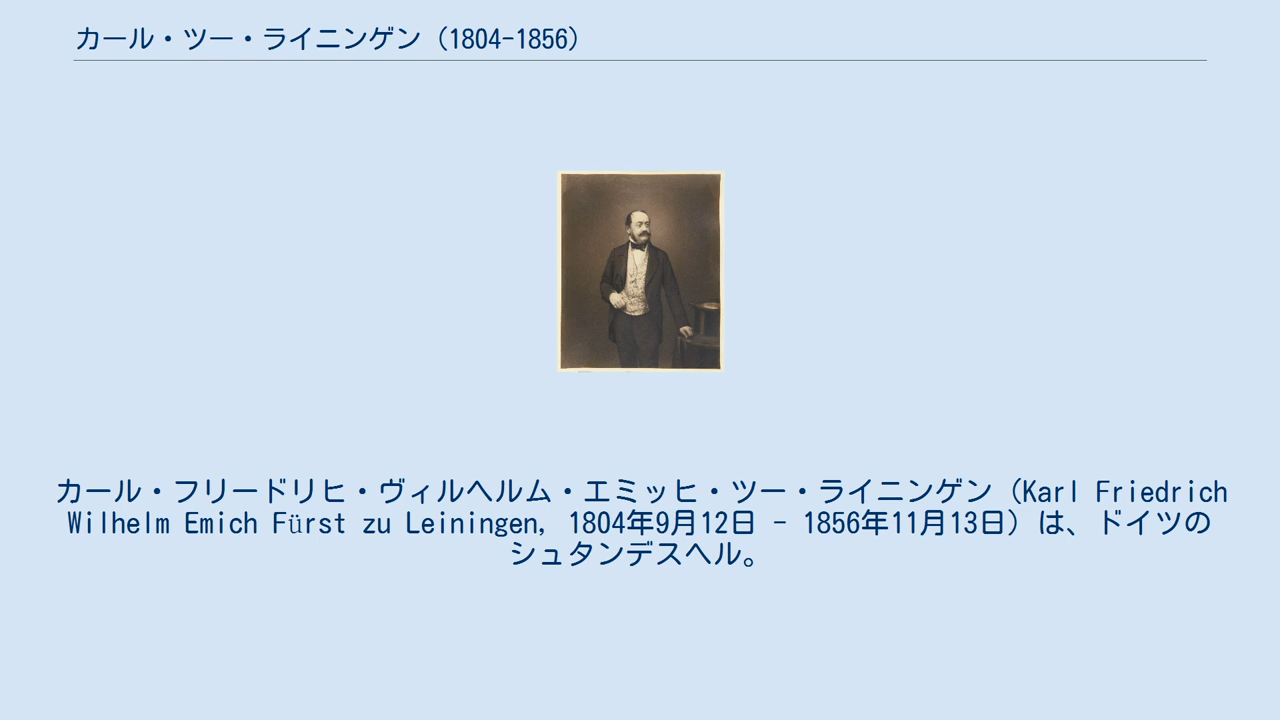 カール・ツー・ライニンゲン（1804-1856）
カール・フリードリヒ・ヴィルヘルム・エミッヒ・ツー・ライニンゲン（Karl Friedrich
Wilhelm Emich Fürst zu Leiningen, 1804年9月12日 - 1856年11月13日）は、ドイツの
シュタンデスヘル。